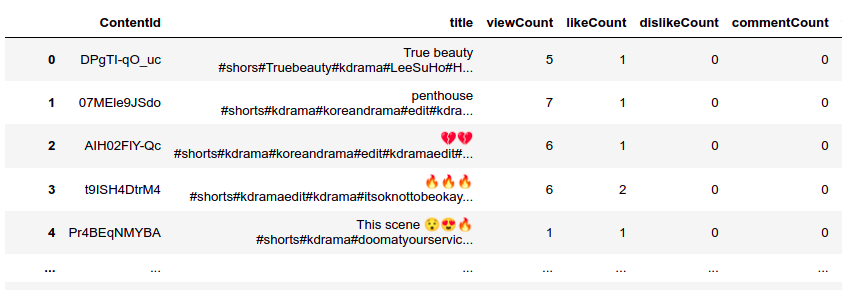 ContentId title viewCount likeCount dislikeCount commentCount
0 DPgTI-qO_uc True beauty 5 1 0 0
#shors#Truebeauty#kdrama#LeeSuHo#H...
1 07MEle9JSdo penthouse 7 1 0 0
#shorts#kdrama#koreandrama#edit#kdra...
2 AIH02FlY-Qc 💔💔 6 1 0 0
#shorts#kdrama#koreandrama#edit#kdramaedit#...
3 t9ISH4DtrM4 🔥🔥🔥 6 2 0 0
#shorts#kdramaedit#kdrama#itsoknottobeokay...
4 Pr4BEqNMYBA This scene 😯😍🔥 1 1 0 0
#shorts#kdrama#doomatyourservic...
... ... ... ... ... ... ...